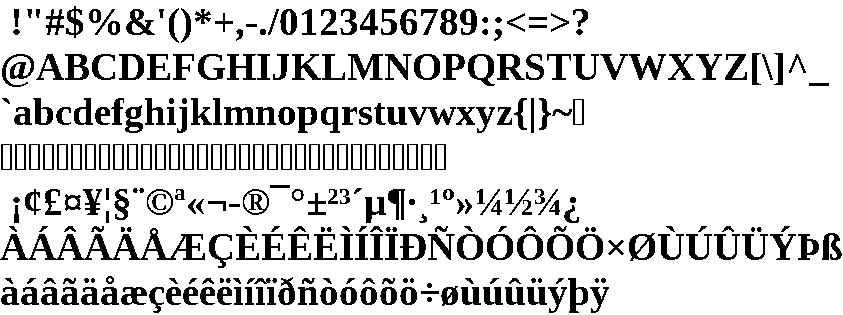 !"#$%&'()*+,-./0123456789:;<=>?
@ABCDEFGHIJKLMNOPQRSTUVWXYZ[\]^_
`abcdefghijklmnopqrstuvwxyz{|}~▯
▯▯▯▯▯▯▯▯▯▯▯▯▯▯▯▯▯▯▯▯▯▯▯▯▯▯▯▯▯▯▯▯
¡¢£¤¥¦§¨©ª«¬-®¯°±²³´µ¶·¸¹º»¼½¾¿
ÀÁÂÃÄÅÆÇÈÉÊËÌÍÎÏÐÑÒÓÔÕÖ×ØÙÚÛÜÝÞß
àáâãäåæçèéêëìíîïðñòóôõö÷øùúûüýþÿ